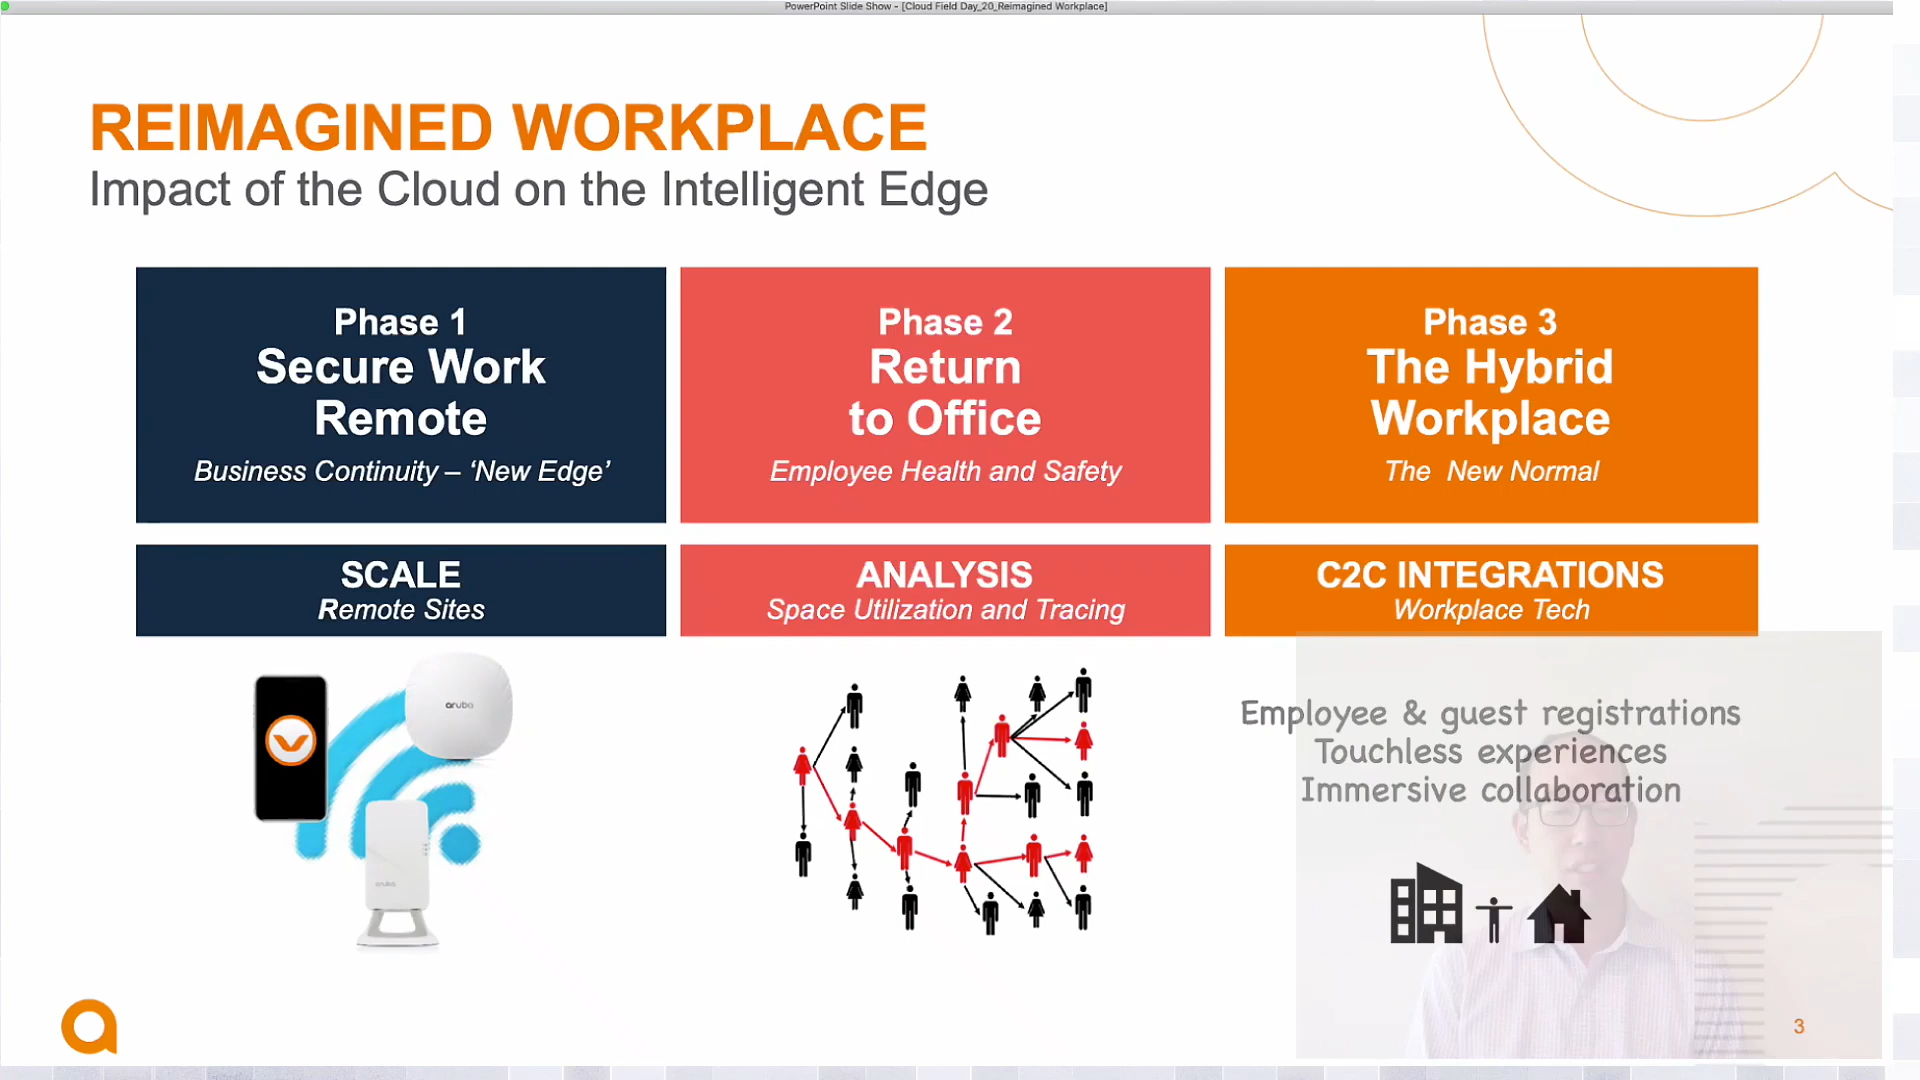 PowerPoint Slide Show - [Cloud Field Day_20_Reimagined Workplace]
REIMAGINED WORKPLACE
Impact of the Cloud on the Intelligent Edge
Phase 1
Secure Work
Remote
Business Continuity – ‘New Edge’
Phase 2
Return
to Office
Employee Health and Safety
Phase 3
The Hybrid
Workplace
The  New Normal
SCALE
Remote Sites
ANALYSIS
Space Utilization and Tracing
C2C INTEGRATIONS
Workplace Tech
aruba
aruba
Employee & guest registrations
Touchless experiences
Immersive collaboration
3